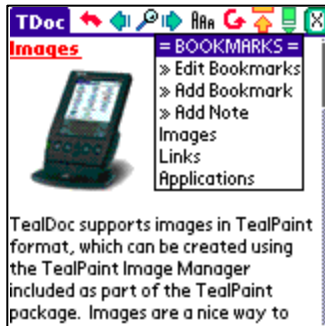 TDoc AAA
Images
= BOOKMARKS =
» Edit Bookmarks
» Add Bookmark
» Add Note
Images
Links
Applications
TealDoc supports images in TealPaint
format, which can be created using
the TealPaint Image Manager
included as part of the TealPaint
package. Images are a nice way to